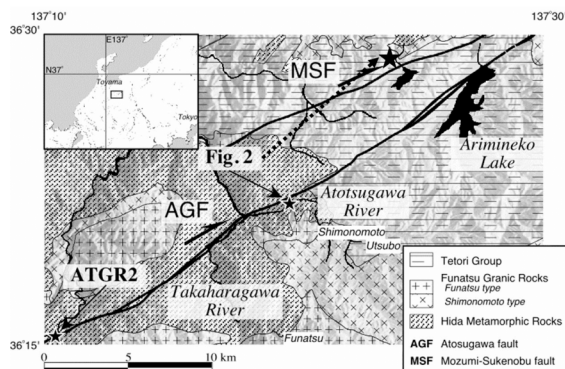 137°10'
137°30'
36°30'
E137°
N37°
Toyama
Tokyo
MSF
Fig. 2
Arimineko
Lake
Atotsugawa
River
AGF
Shimonomoto
Utsubo
ATGR2
Takaharagawa
River
Funatsu
36°15'
0 5 10 km
Tetori Group
Funatsu Granic Rocks
Funatsu type
Shimonomoto type
Hida Metamorphic Rocks
AGF Atosugawa fault
MSF Mozumi-Sukenobu fault